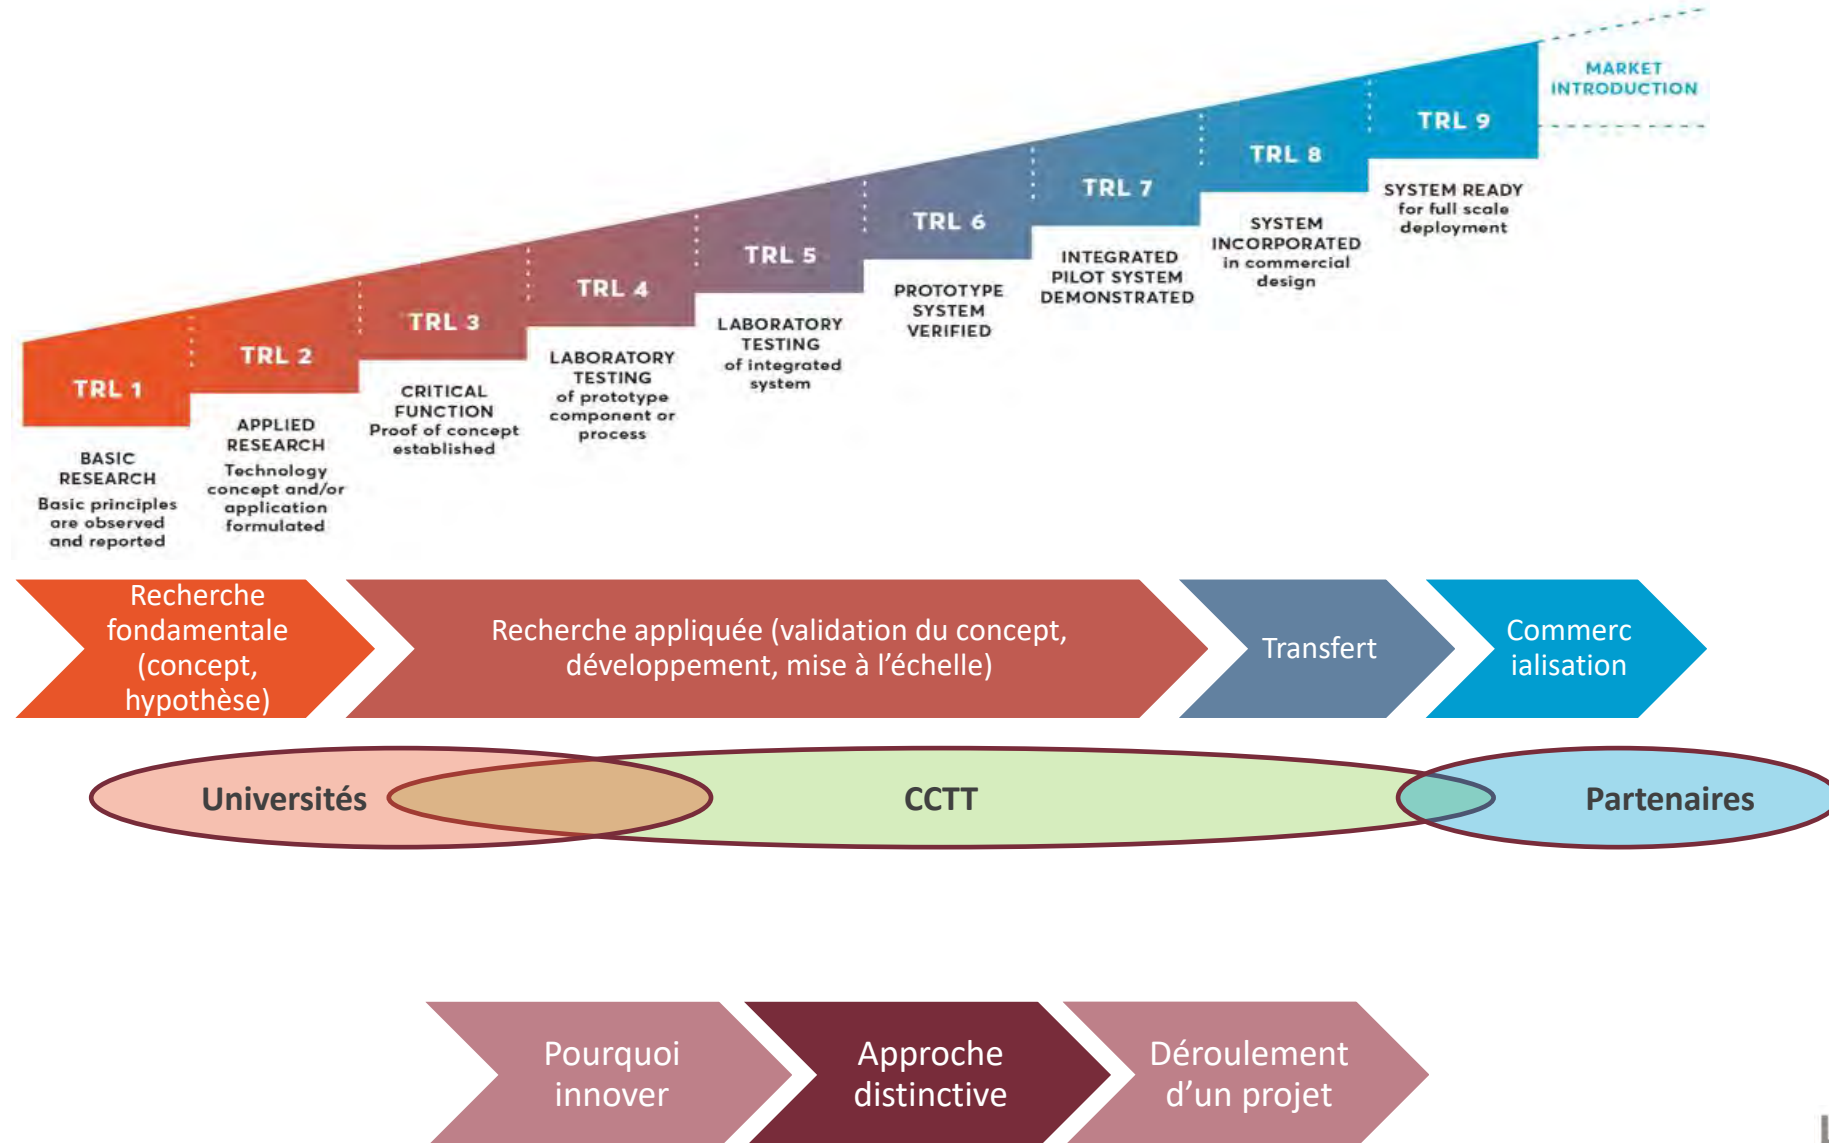 TRL 1
BASIC
RESEARCH
Basic principles
are observed
and reported
TRL 2
APPLIED
RESEARCH
Technology
concept and/or
application
formulated
TRL 3
CRITICAL
FUNCTION
Proof of concept
established
TRL 4
LABORATORY
TESTING
of prototype
component or
process
TRL 5
LABORATORY
TESTING
of integrated
system
TRL 6
PROTOTYPE
SYSTEM
VERIFIED
TRL 7
INTEGRATED
PILOT SYSTEM
DEMONSTRATED
TRL 8
SYSTEM
INCORPORATED
in commercial
design
TRL 9
SYSTEM READY
for full scale
deployment
MARKET
INTRODUCTION
Recherche
fondamentale
(concept,
hypothèse)
Recherche appliquée (validation du concept,
développement, mise à l’échelle)
Transfert
Commerc
ialisation
Universités
CCTT
Partenaires
Pourquoi
innover
Approche
distinctive
Déroulement
d’un projet